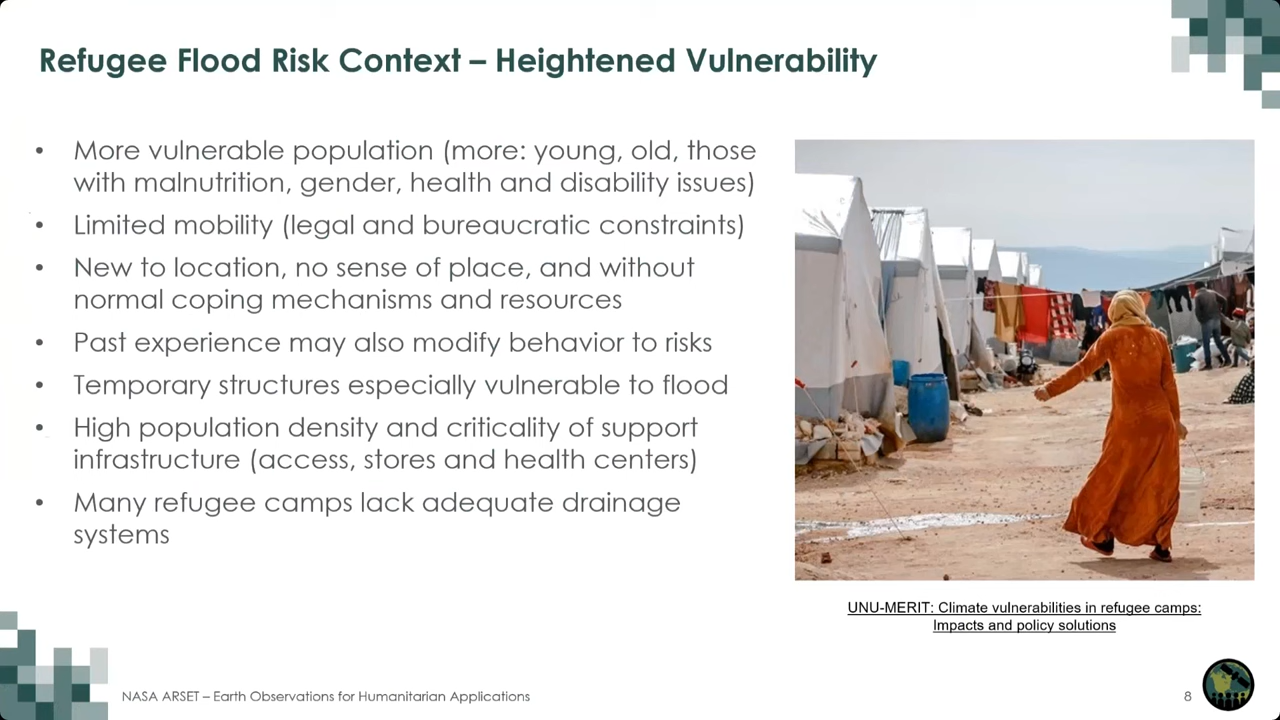 Refugee Flood Risk Context – Heightened Vulnerability
• More vulnerable population (more: young, old, those
with malnutrition, gender, health and disability issues)
• Limited mobility (legal and bureaucratic constraints)
• New to location, no sense of place, and without
normal coping mechanisms and resources
• Past experience may also modify behavior to risks
• Temporary structures especially vulnerable to flood
• High population density and criticality of support
infrastructure (access, stores and health centers)
• Many refugee camps lack adequate drainage
systems
UNU-MERIT: Climate vulnerabilities in refugee camps:
Impacts and policy solutions
NASA ARSET – Earth Observations for Humanitarian Applications
8